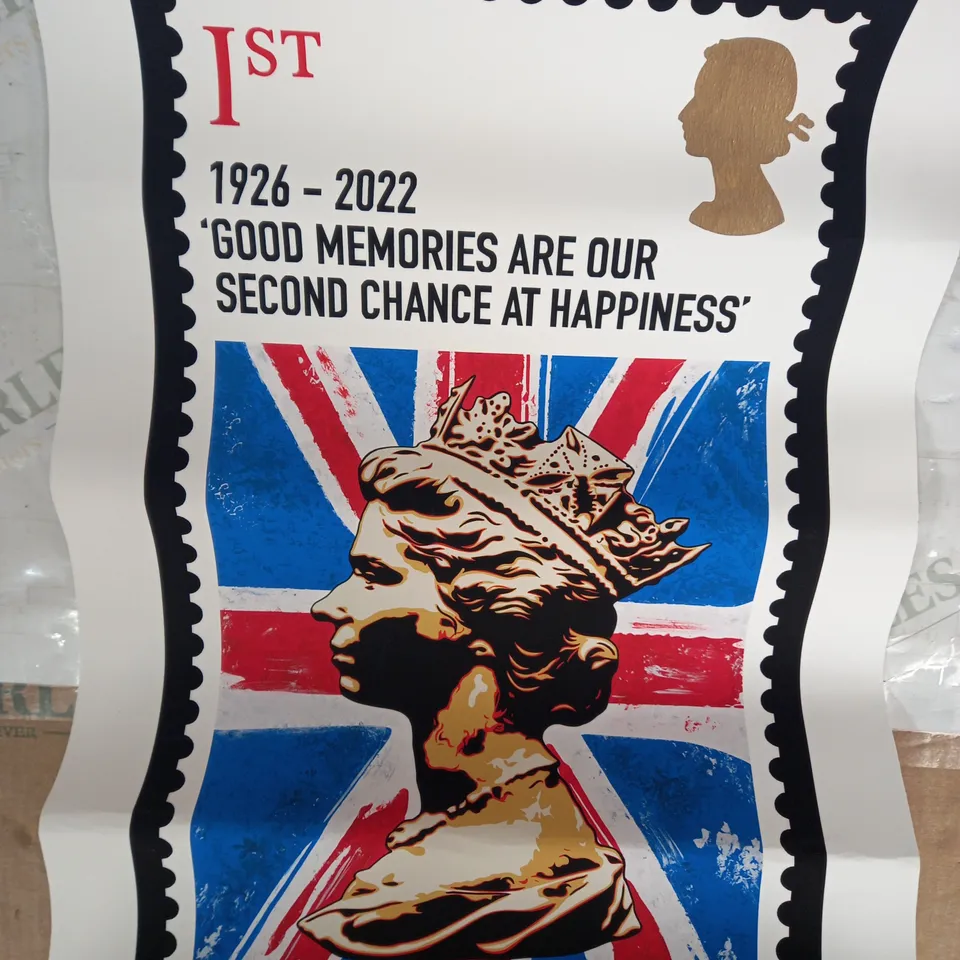 1ST
1926 – 2022
‘GOOD MEMORIES ARE OUR
SECOND CHANCE AT HAPPINESS’